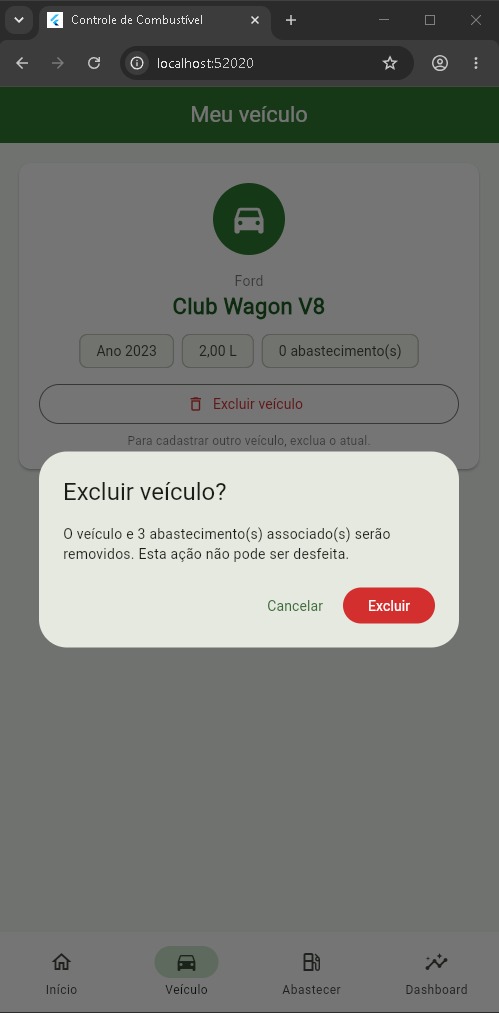 Controle de Combustível
localhost:52020
Meu veículo
Ford
Club Wagon V8
Ano 2023
2,00 L
0 abastecimento(s)
Excluir veículo
Para cadastrar outro veículo, exclua o atual.
Excluir veículo?
O veículo e 3 abastecimento(s) associado(s) serão
removidos. Esta ação não pode ser desfeita.
Cancelar
Excluir
Início
Veículo
Abastecer
Dashboard